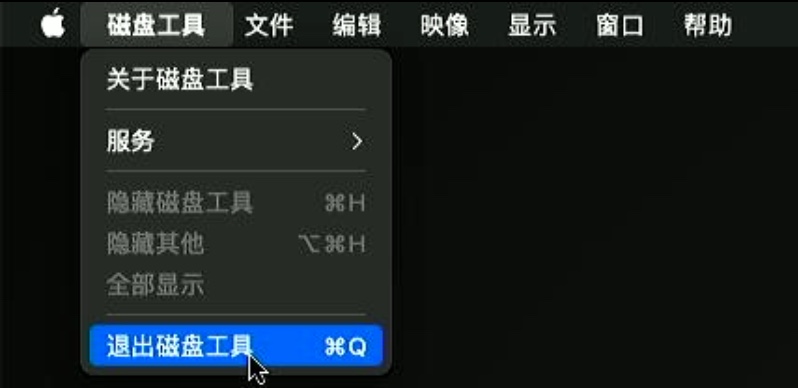 磁盘工具 文件 编辑 映像 显示 窗口 帮助
关于磁盘工具
服务
隐藏磁盘工具 ⌘H
隐藏其他 ⌥⌘H
全部显示
退出磁盘工具 ⌘Q